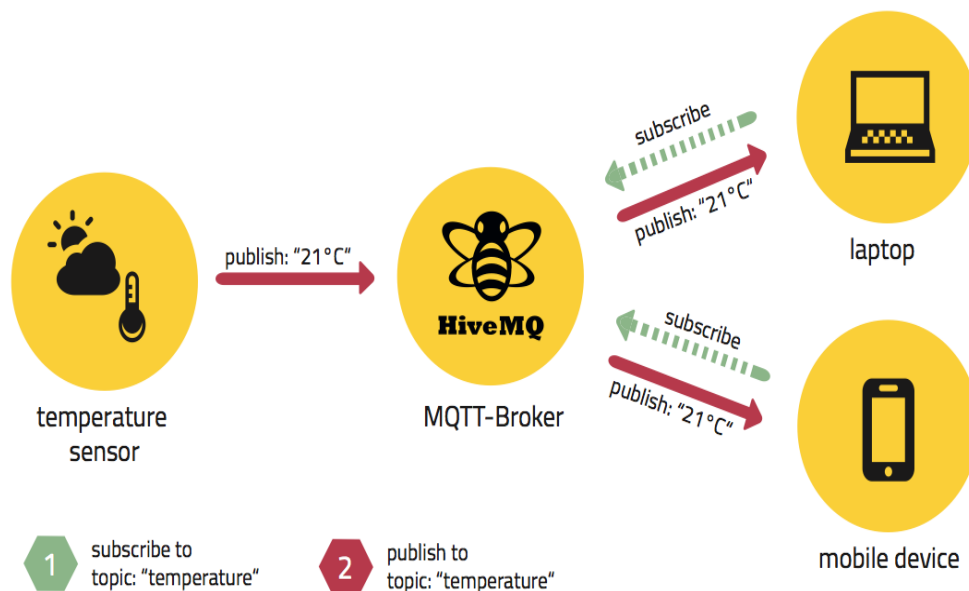 subscribe
publish: “21°C“
laptop
publish: “21°C“
HiveMQ
MQTT-Broker
temperature
sensor
subscribe
publish: “21°C“
mobile device
1
subscribe to
topic: “temperature“
2
publish to
topic: “temperature“